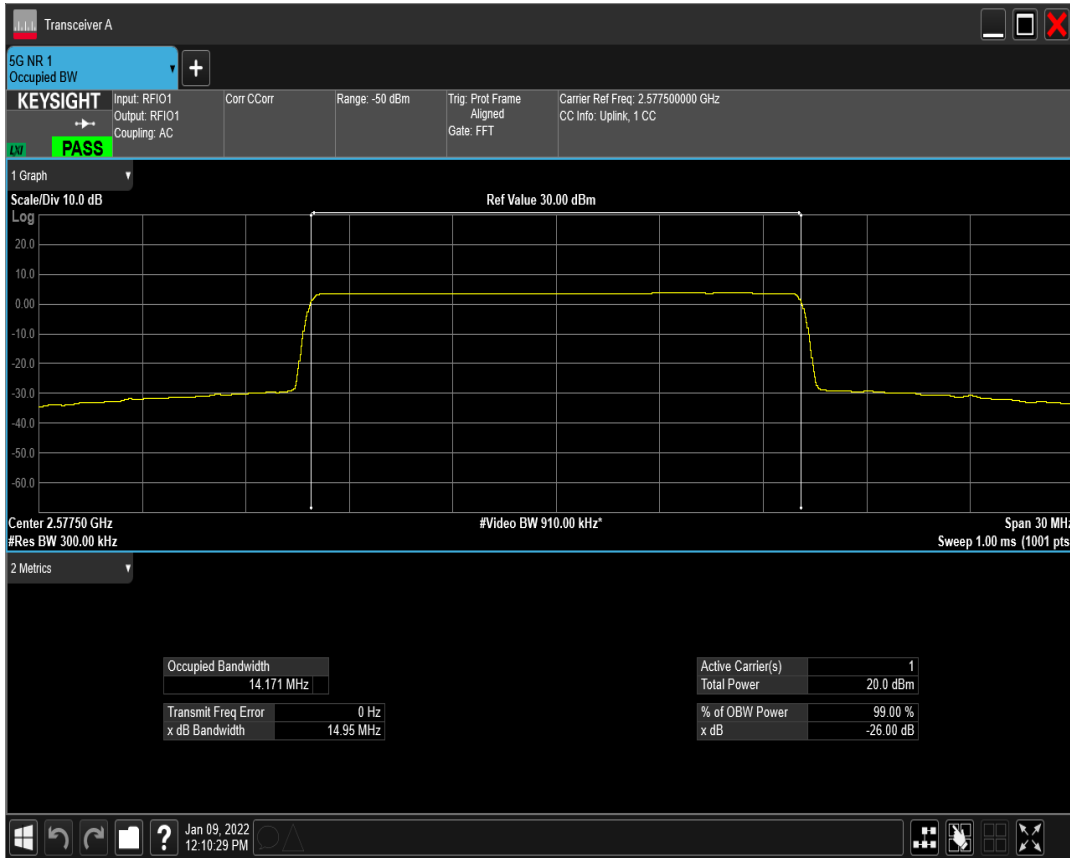 Transceiver A
5G NR 1
Occupied BW
KEYSIGHT
LXI
PASS
Input: RFIO1
Output: RFIO1
Coupling: AC
Corr CCorr
Range: -50 dBm
Trig: Prot Frame
Aligned
Gate: FFT
Carrier Ref Freq: 2.577500000 GHz
CC Info: Uplink, 1 CC
1 Graph
Scale/Div 10.0 dB
Ref Value 30.00 dBm
Log
20.0
10.0
0.00
-10.0
-20.0
-30.0
-40.0
-50.0
-60.0
Center 2.57750 GHz
#Video BW 910.00 kHz*
Span 30 MHz
#Res BW 300.00 kHz
Sweep 1.00 ms (1001 pts
2 Metrics
Occupied Bandwidth
14.171 MHz
Transmit Freq Error 0 Hz
x dB Bandwidth 14.95 MHz
Active Carrier(s) 1
Total Power 20.0 dBm
% of OBW Power 99.00 %
x dB -26.00 dB
?
Jan 09, 2022
12:10:29 PM